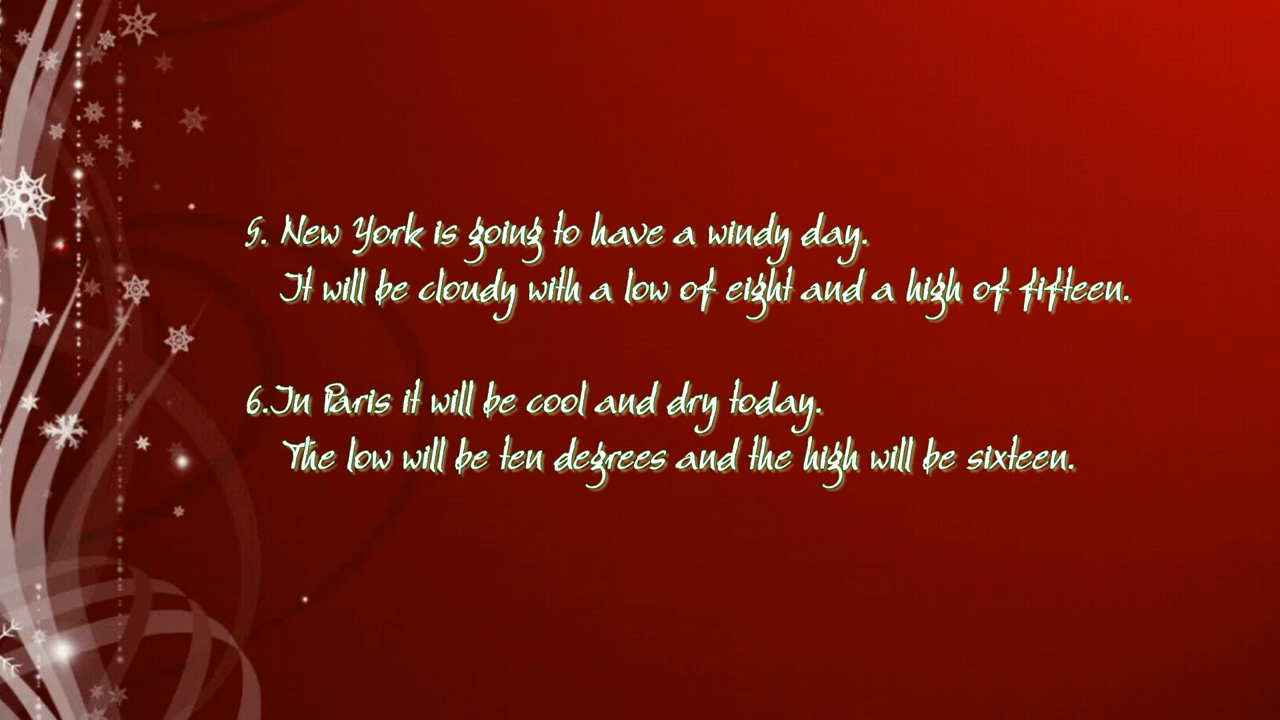 5. New York is going to have a windy day.
It will be cloudy with a low of eight and a high of fifteen.
6.In Paris it will be cool and dry today.
The low will be ten degrees and the high will be sixteen.